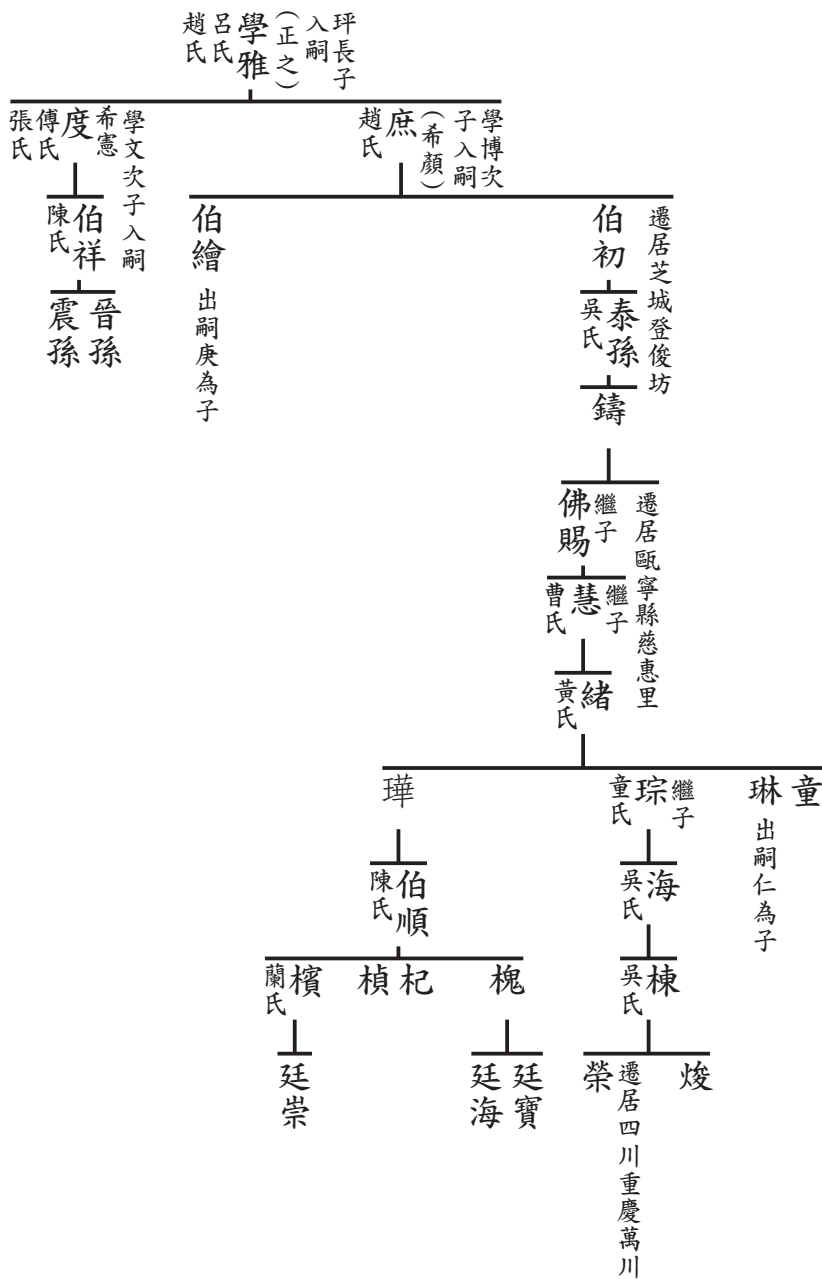 坪長子
入嗣
(正之)
學雅
呂氏
趙氏
學博次
子入嗣
(希顏)
庶
趙氏
學文次子入嗣
希憲
度
傅氏
張氏
遷居芝城登俊坊
伯初
伯繪
出嗣庚為子
伯祥
陳氏
泰孫
吳氏
晉孫
震孫
鑄
遷居甌寧縣慈惠里
繼子
佛賜
繼子
慧
曹氏
緒
黃氏
童
琳
出嗣仁為子
繼子
琮
童氏
璍
海
吳氏
伯順
陳氏
棟
吳氏
槐
杞
楨
檳
蘭氏
焌
榮
遷居四川重慶萬川
廷寶
廷海
廷崇